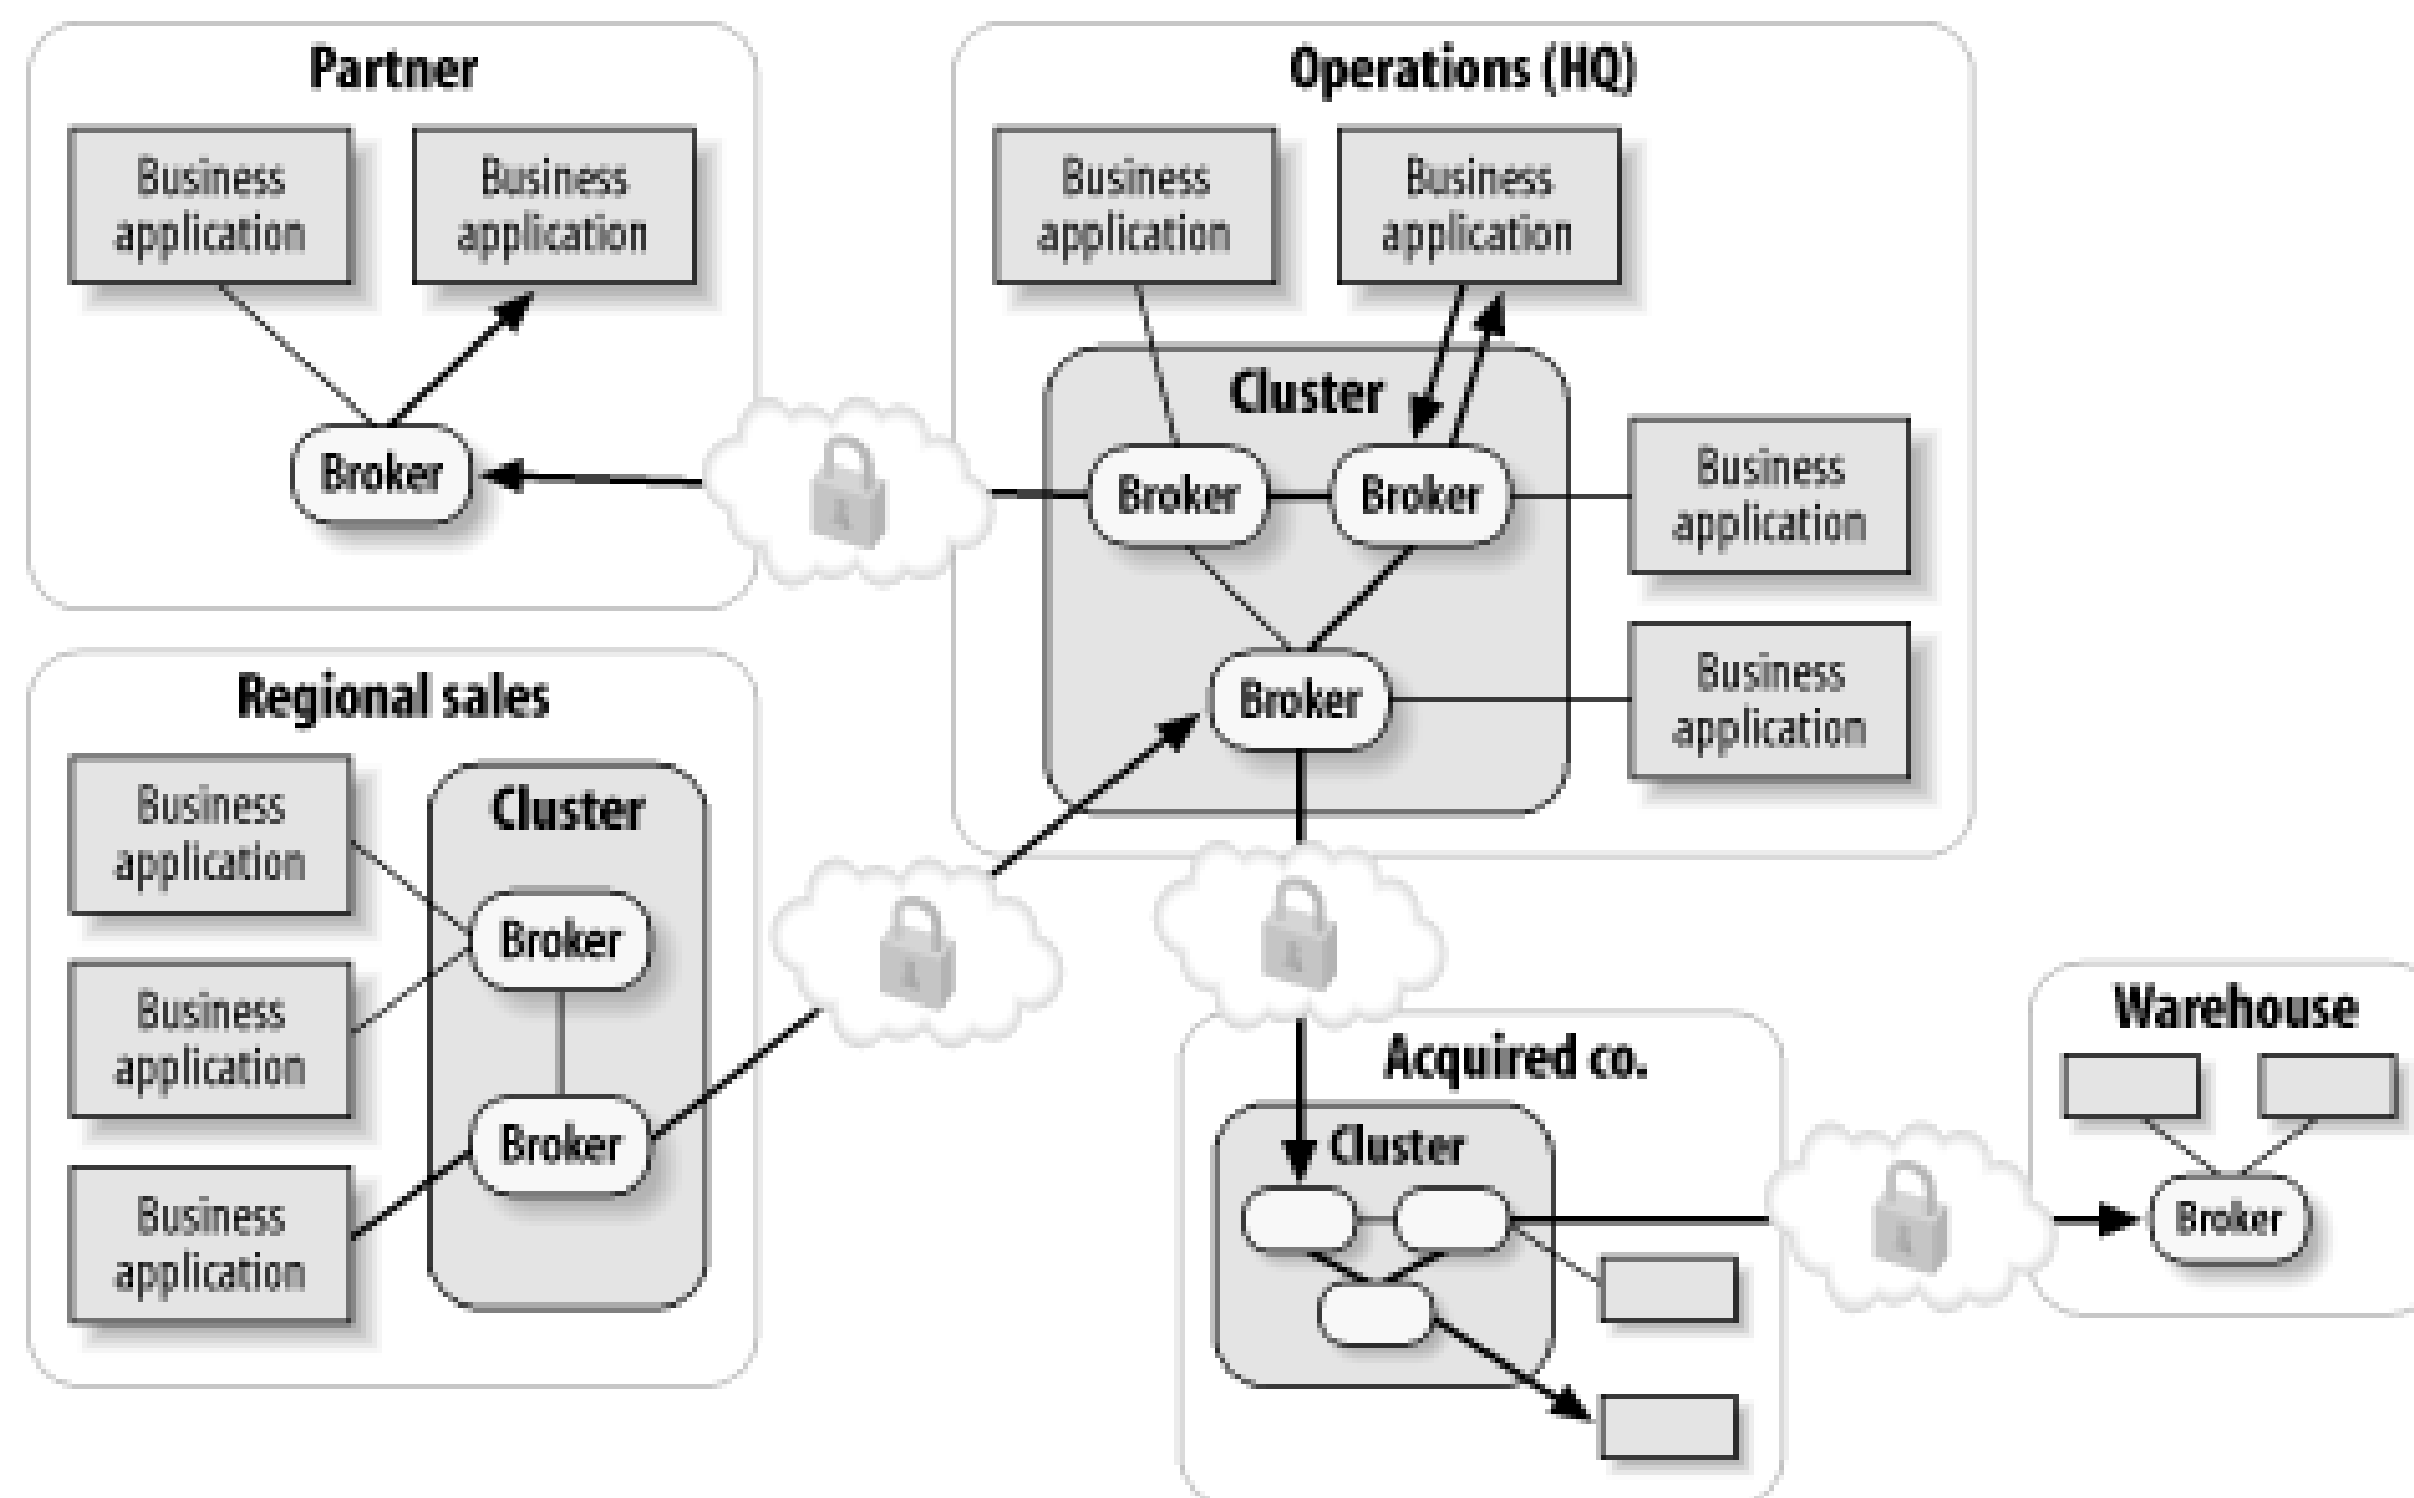 Partner
Business
application
Business
application
Broker
Operations (HQ)
Business
application
Business
application
Cluster
Broker
Broker
Business
application
Broker
Business
application
Regional sales
Business
application
Business
application
Business
application
Cluster
Broker
Broker
Acquired co.
Cluster
Warehouse
Broker